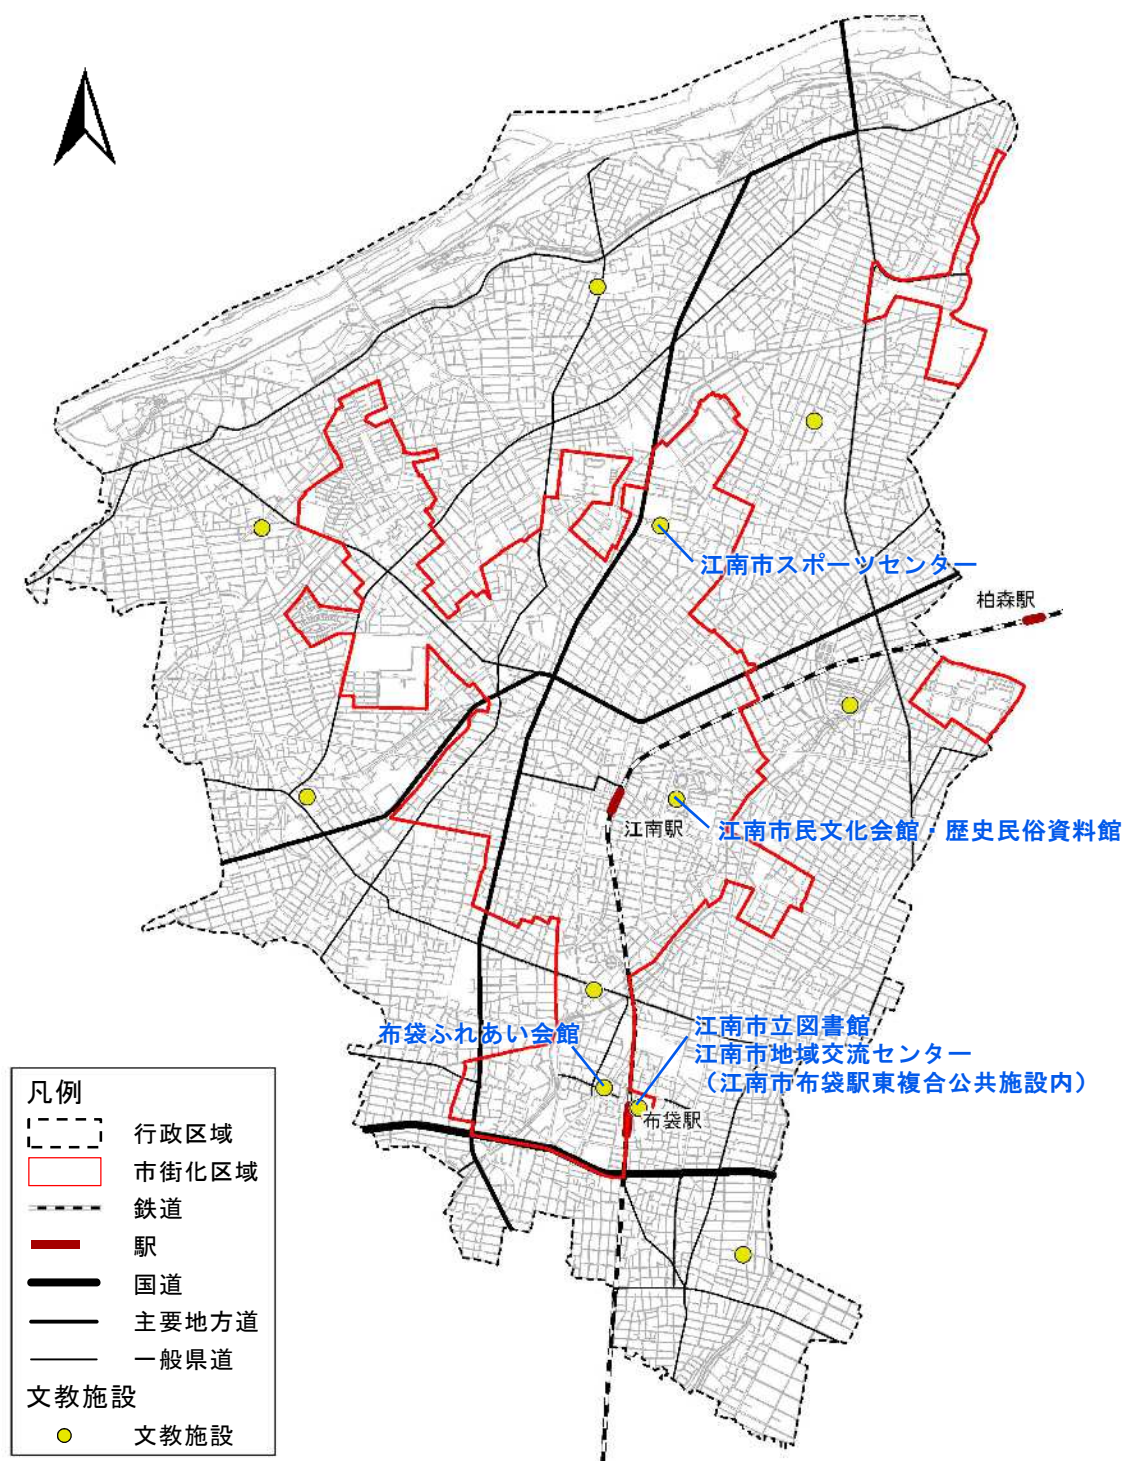 江南市スポーツセンター
柏森駅
江南駅
江南市民文化会館・歴史民俗資料館
布袋ふれあい会館
江南市立図書館
江南市地域交流センター
（江南市布袋駅東複合公共施設内）
布袋駅
凡例
行政区域
市街化区域
鉄道
駅
国道
主要地方道
一般県道
文教施設
文教施設